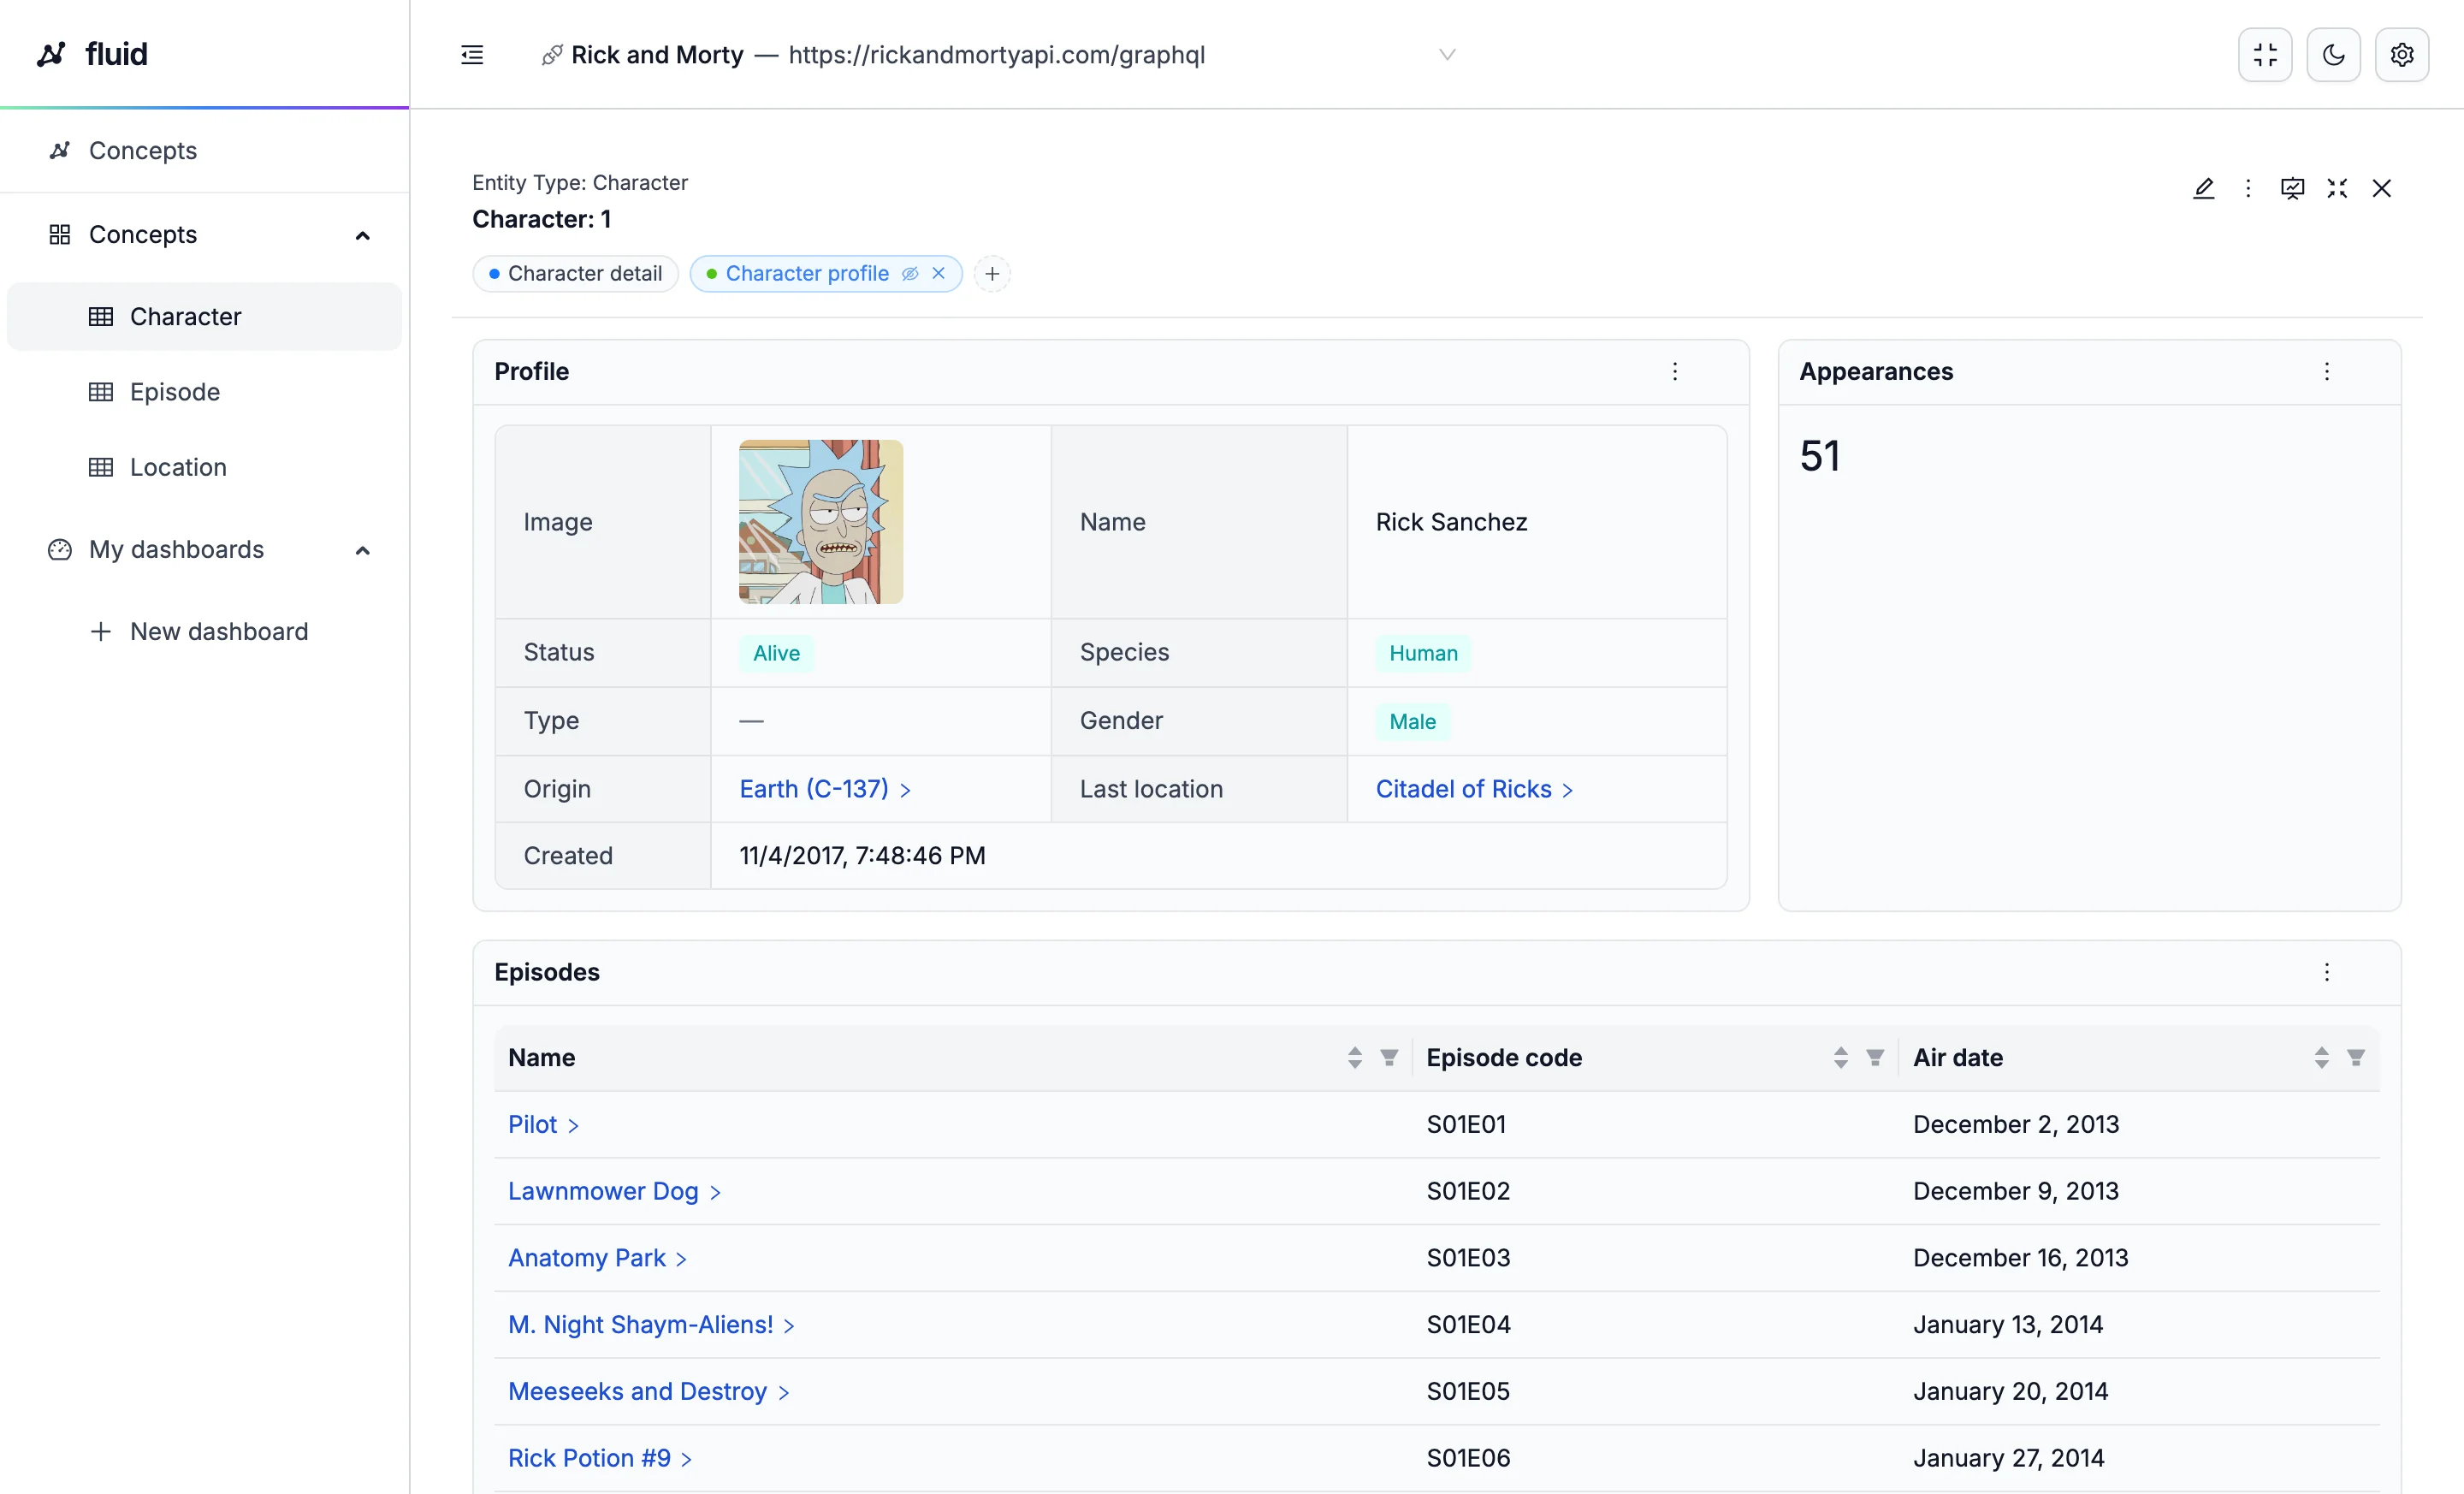 fluid
Rick and Morty — https://rickandmortyapi.com/graphql
Concepts
Concepts
Character
Episode
Location
My dashboards
New dashboard
Entity Type: Character
Character: 1
Character detail
Character profile
Profile
Image
Name
Rick Sanchez
Status
Alive
Species
Human
Type
—
Gender
Male
Origin
Earth (C-137)
Last location
Citadel of Ricks
Created
11/4/2017, 7:48:46 PM
Appearances
51
Episodes
Name
Episode code
Air date
Pilot
S01E01
December 2, 2013
Lawnmower Dog
S01E02
December 9, 2013
Anatomy Park
S01E03
December 16, 2013
M. Night Shaym-Aliens!
S01E04
January 13, 2014
Meeseeks and Destroy
S01E05
January 20, 2014
Rick Potion #9
S01E06
January 27, 2014